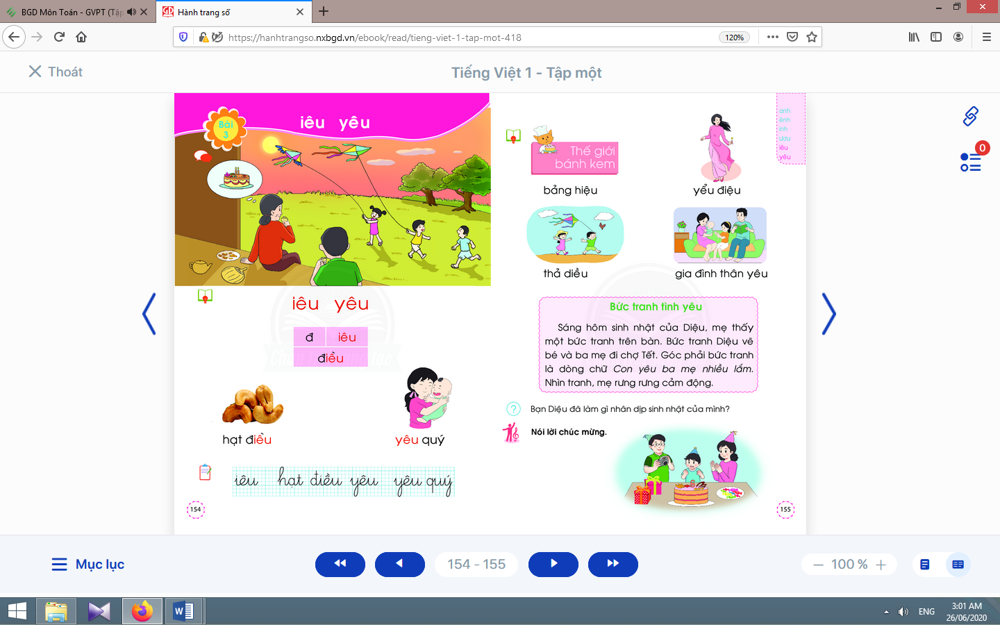 BGD Môn Toán - GVPT (Tập
Hành trang số
https://hanhtrangso.nxbgd.vn/ebook/read/tieng-viet-1-tap-mot-418
120%
Thoát
Tiếng Việt 1 - Tập một
Bài
3
iêu yêu
iêu yêu
đ iêu
điều
hạt điều
yêu quý
iêu hạt điều yêu yêu quý
154
anh
ênh
inh
ươu
iêu
yêu
Thế giới
bánh kem
bảng hiệu
yểu điệu
thả diều
gia đình thân yêu
Bức tranh tình yêu
Sáng hôm sinh nhật của Diệu, mẹ thấy
một bức tranh trên bàn. Bức tranh Diệu vẽ
bé và ba mẹ đi chợ Tết. Góc phải bức tranh
là dòng chữ Con yêu ba mẹ nhiều lắm.
Nhìn tranh, mẹ rưng rưng cảm động.
? Bạn Diệu đã làm gì nhân dịp sinh nhật của mình?
Nói lời chúc mừng.
155
0
Mục lục
154 - 155
100 %
ENG
3:01 AM
26/06/2020